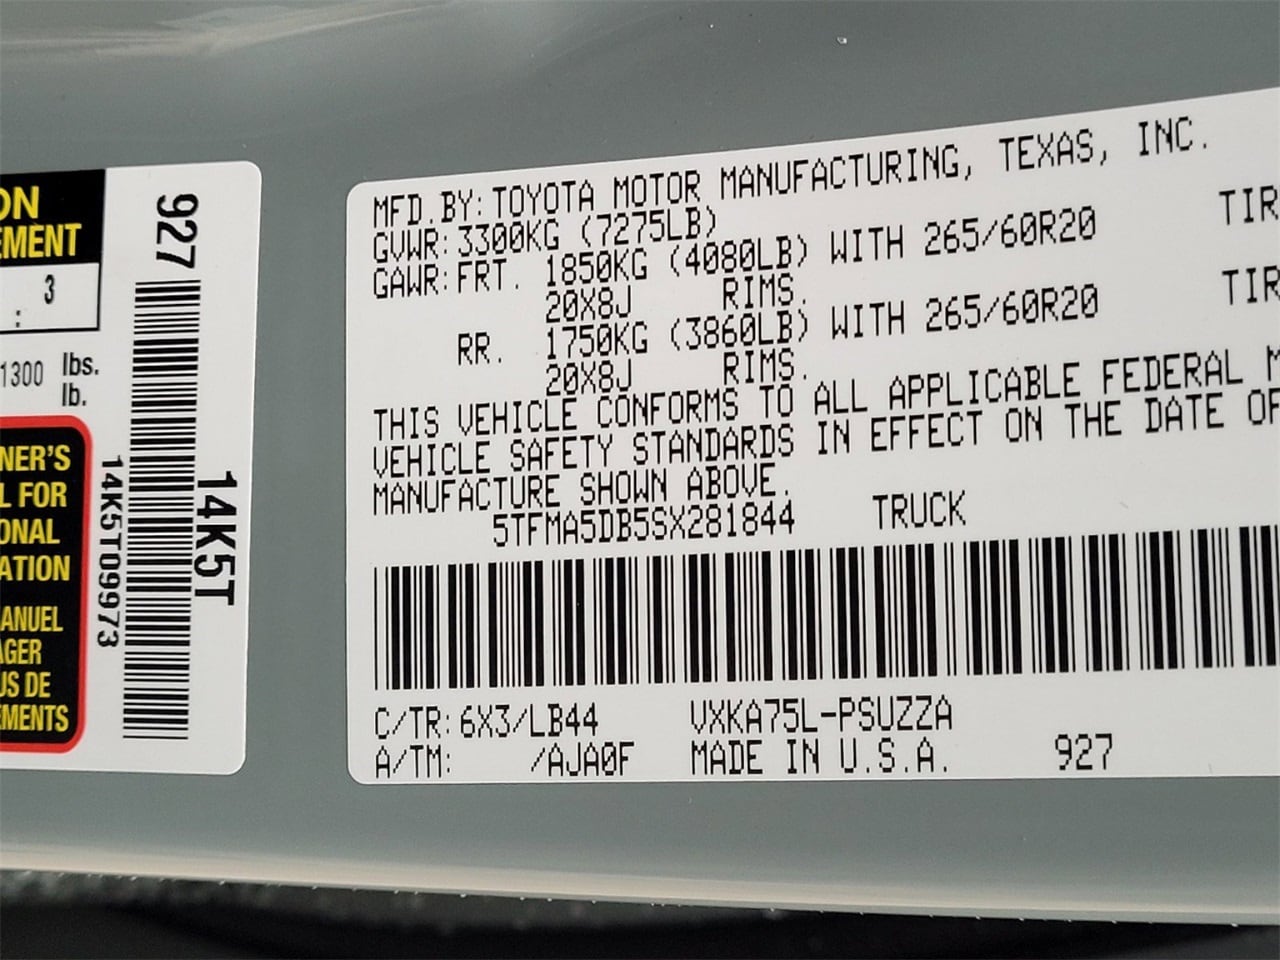 ON
EMENT
3
:
1300 lbs.
lb.
NER'S
L FOR
ONAL
ATION
ANUEL
AGER
US DE
EMENTS
927
14K5T09973
14K5T
MFD.BY:TOYOTA MOTOR MANUFACTURING, TEXAS, INC.
GVWR:3300KG (7275LB)
GAWR:FRT. 1850KG (4080LB) WITH 265/60R20 TIR
20X8J RIMS.
RR. 1750KG (3860LB) WITH 265/60R20 TIR
20X8J RIMS.
THIS VEHICLE CONFORMS TO ALL APPLICABLE FEDERAL M
VEHICLE SAFETY STANDARDS IN EFFECT ON THE DATE OF
MANUFACTURE SHOWN ABOVE.
5TFMA5DB5SX281844 TRUCK
C/TR:6X3/LB44 VXKA75L-PSUZZA
A/TM: /AJA0F MADE IN U.S.A. 927